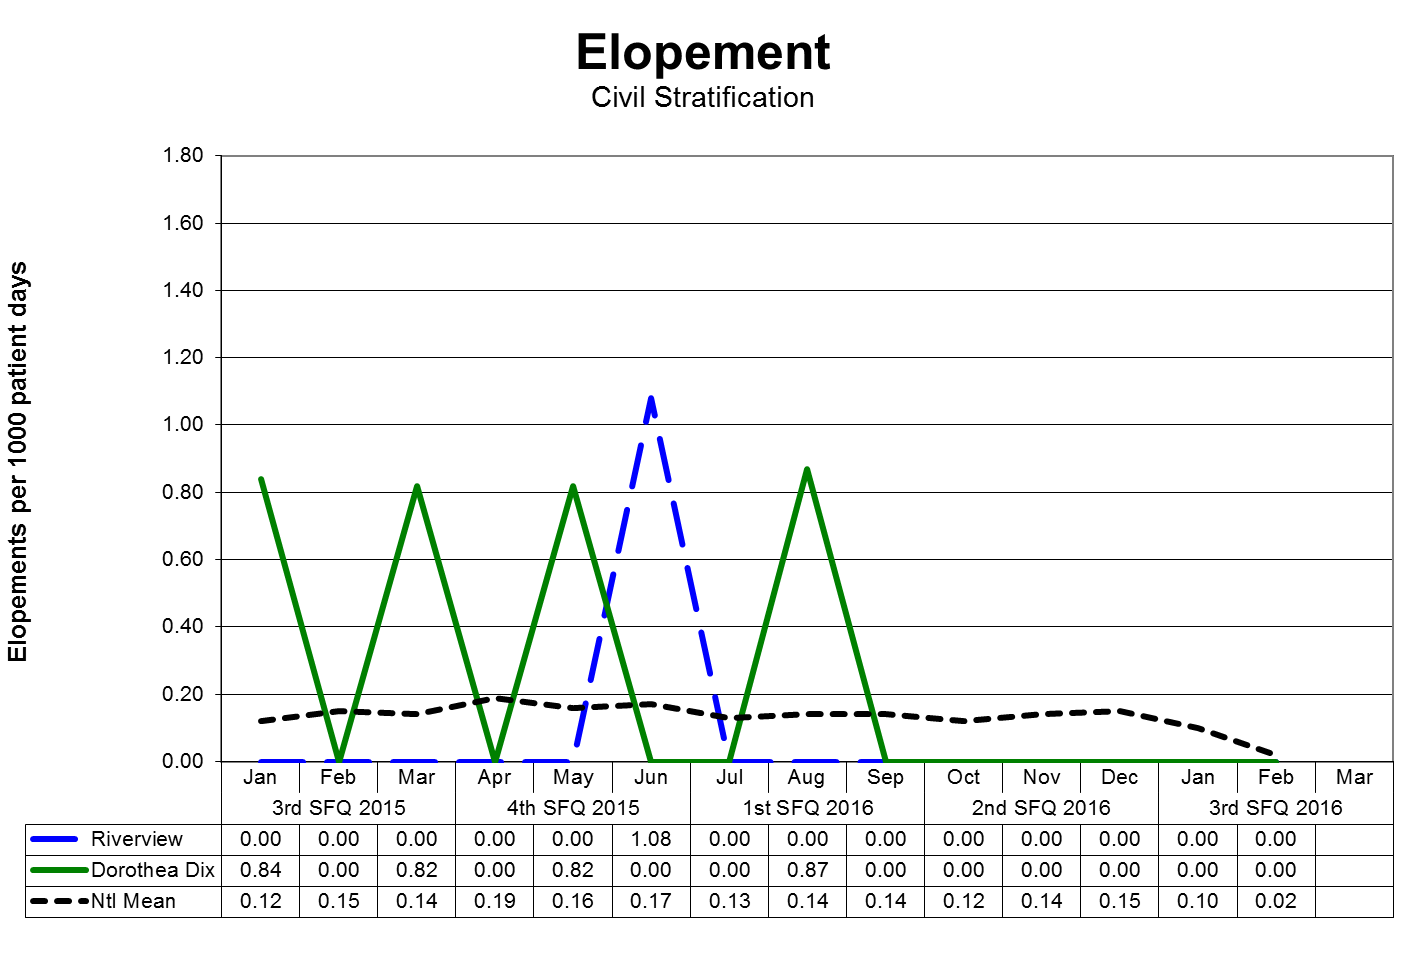 Elopement
Civil Stratification
Elopements per 1000 patient days
1.80
1.60
1.40
1.20
1.00
0.80
0.60
0.40
0.20
0.00
Jan Feb Mar Apr May Jun Jul Aug Sep Oct Nov Dec Jan Feb Mar
3rd SFQ 2015 4th SFQ 2015 1st SFQ 2016 2nd SFQ 2016 3rd SFQ 2016
Riverview 0.00 0.00 0.00 0.00 0.00 1.08 0.00 0.00 0.00 0.00 0.00 0.00 0.00 0.00
Dorothea Dix 0.84 0.00 0.82 0.00 0.82 0.00 0.00 0.87 0.00 0.00 0.00 0.00 0.00 0.00
Ntl Mean 0.12 0.15 0.14 0.19 0.16 0.17 0.13 0.14 0.14 0.12 0.14 0.15 0.10 0.02